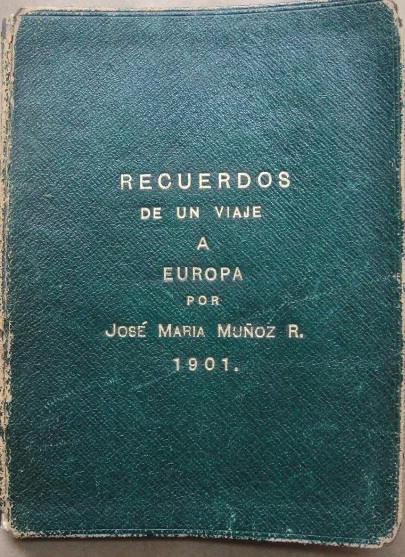 RECUERDOS
DE UN VIAJE
A
EUROPA
POR
JOSÉ MARIA MUÑOZ R.
1901.